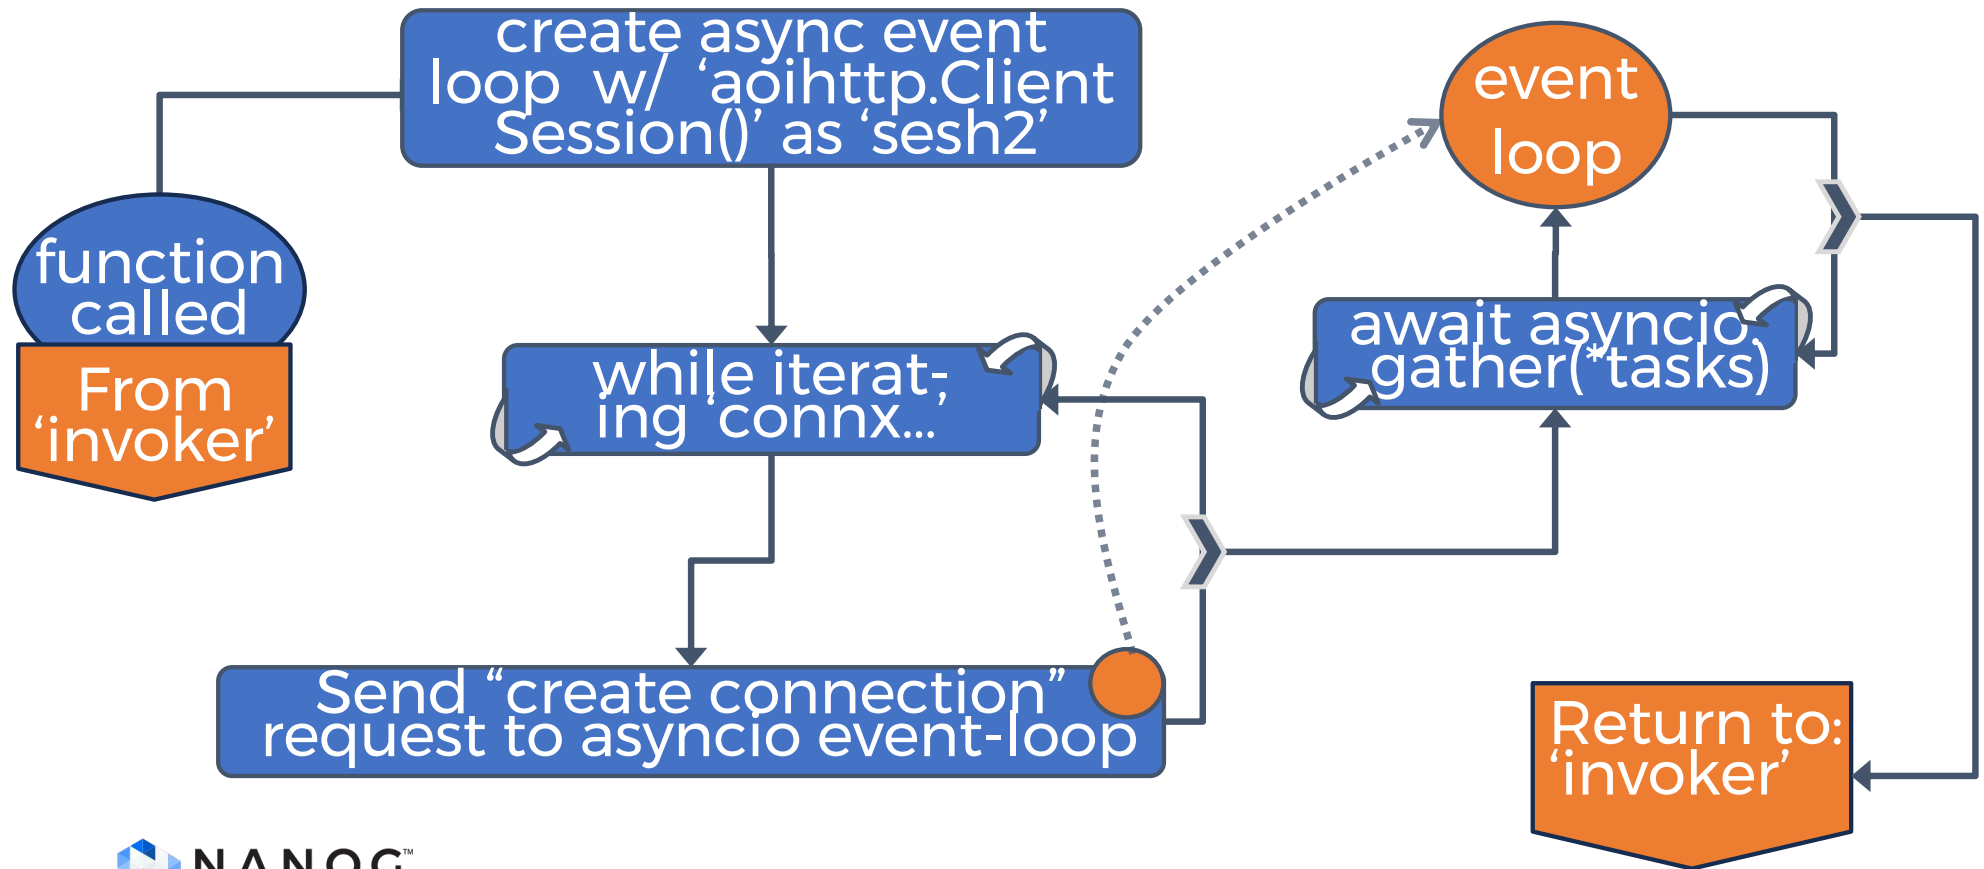 create async event
loop w/ ‘aoihttp.Client
Session()’ as ‘sesh2’
event
loop
function
called
From
‘invoker’
while iterat-
ing ‘connx...’
await asyncio.
gather(*tasks)
Send “create connection”
request to asyncio event-loop
Return to:
‘invoker’
NANOG™